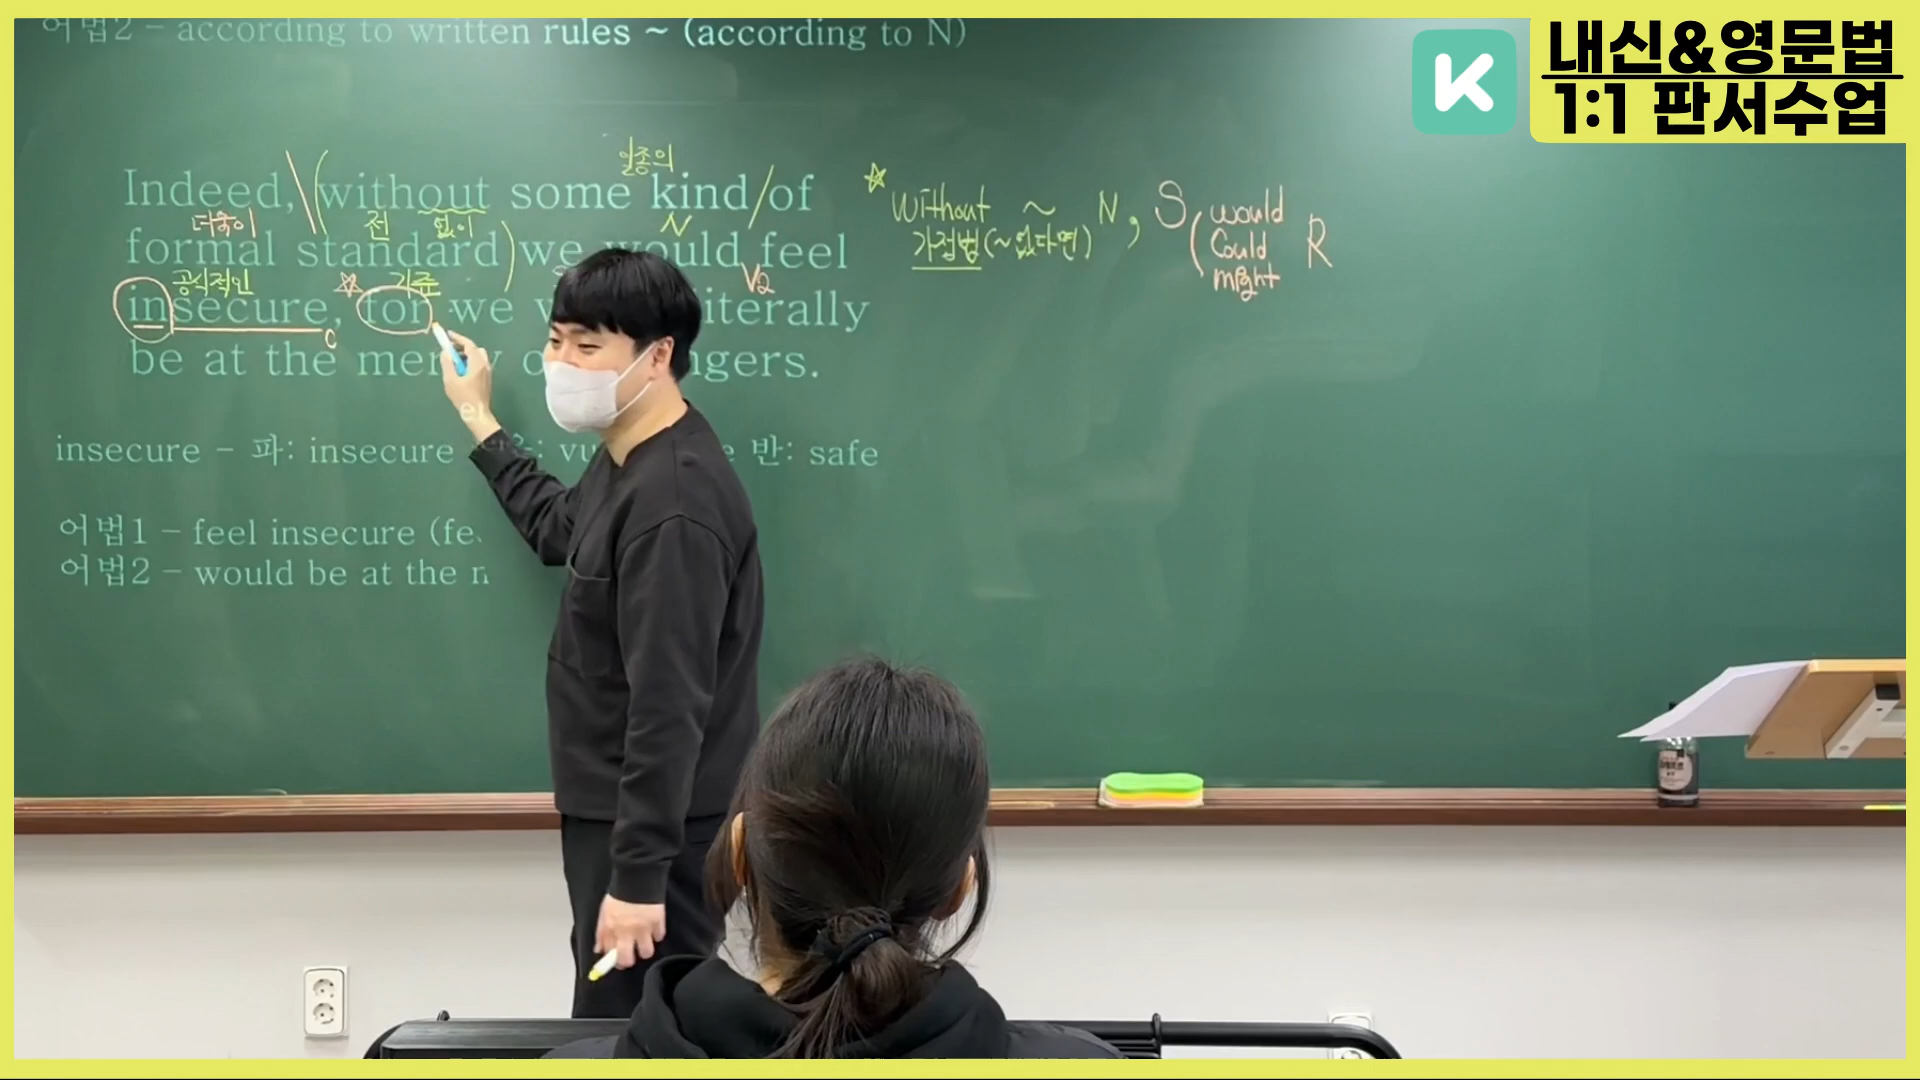 내신&영문법
1:1 판서수업
K
어법2 – according to written rules ~ (according to N)
일종의
Indeed, (without some kind/of
더욱이 전 없이 N
formal standard) we would feel
공식적인 기준 V2
insecure, for we literally
be at the mercy
insecure – 파: insecure 반: safe
어법1 – feel insecure
어법2 – would be at the
Without ~ N, S ( would
가정법 (~없다면) Could R
might